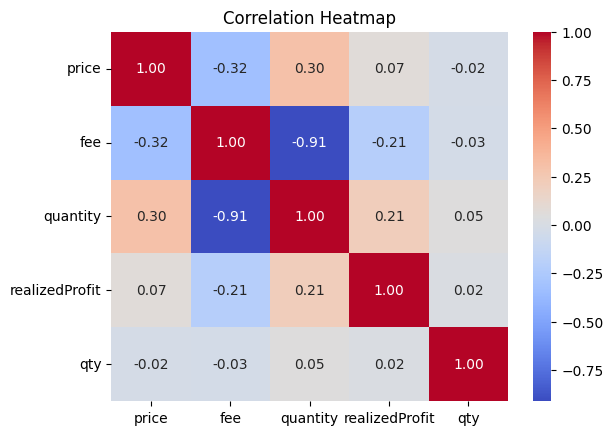 Correlation Heatmap
price 1.00 -0.32 0.30 0.07 -0.02
fee -0.32 1.00 -0.91 -0.21 -0.03
quantity 0.30 -0.91 1.00 0.21 0.05
realizedProfit 0.07 -0.21 0.21 1.00 0.02
qty -0.02 -0.03 0.05 0.02 1.00
price fee quantity realizedProfit qty
1.00
0.75
0.50
0.25
0.00
−0.25
−0.50
−0.75